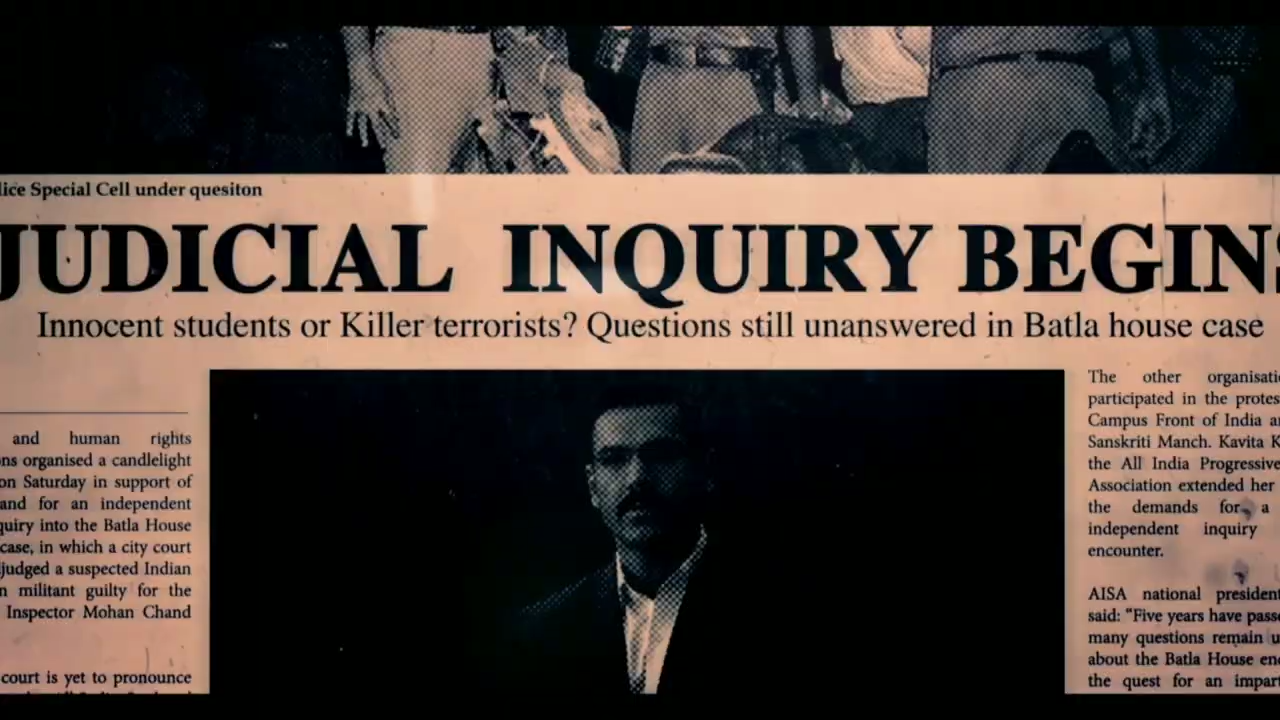 lice Special Cell under quesiton
JUDICIAL INQUIRY BEGINS
Innocent students or Killer terrorists? Questions still unanswered in Batla house case
and human rights
ons organised a candlelight
on Saturday in support of
and for an independent
quiry into the Batla House
case, in which a city court
judged a suspected Indian
n militant guilty for the
Inspector Mohan Chand
court is yet to pronounce
The other organisati
participated in the protes
Campus Front of India a
Sanskriti Manch. Kavita K
the All India Progressive
Association extended her
the demands for a
independent inquiry
encounter.
AISA national president
said: "Five years have passe
many questions remain u
about the Batla House en
the quest for an impart